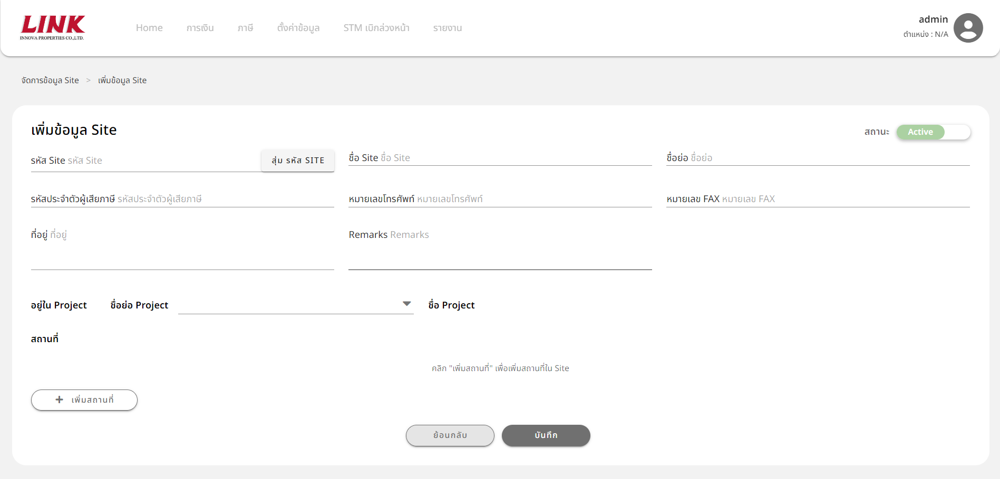 LINK
INNOVA PROPERTIES CO.,LTD.
Home การเงิน ภาษี ตั้งค่าข้อมูล STM เบิกล่วงหน้า รายงาน
admin
ตำแหน่ง : N/A
จัดการข้อมูล Site > เพิ่มข้อมูล Site
เพิ่มข้อมูล Site
สถานะ Active
รหัส Site รหัส Site สุ่ม รหัส SITE ชื่อ Site ชื่อ Site ชื่อย่อ ชื่อย่อ
รหัสประจำตัวผู้เสียภาษี รหัสประจำตัวผู้เสียภาษี หมายเลขโทรศัพท์ หมายเลขโทรศัพท์ หมายเลข FAX หมายเลข FAX
ที่อยู่ ที่อยู่ Remarks Remarks
อยู่ใน Project ชื่อย่อ Project ชื่อ Project
สถานที่
คลิก "เพิ่มสถานที่" เพื่อเพิ่มสถานที่ใน Site
เพิ่มสถานที่
ย้อนกลับ บันทึก